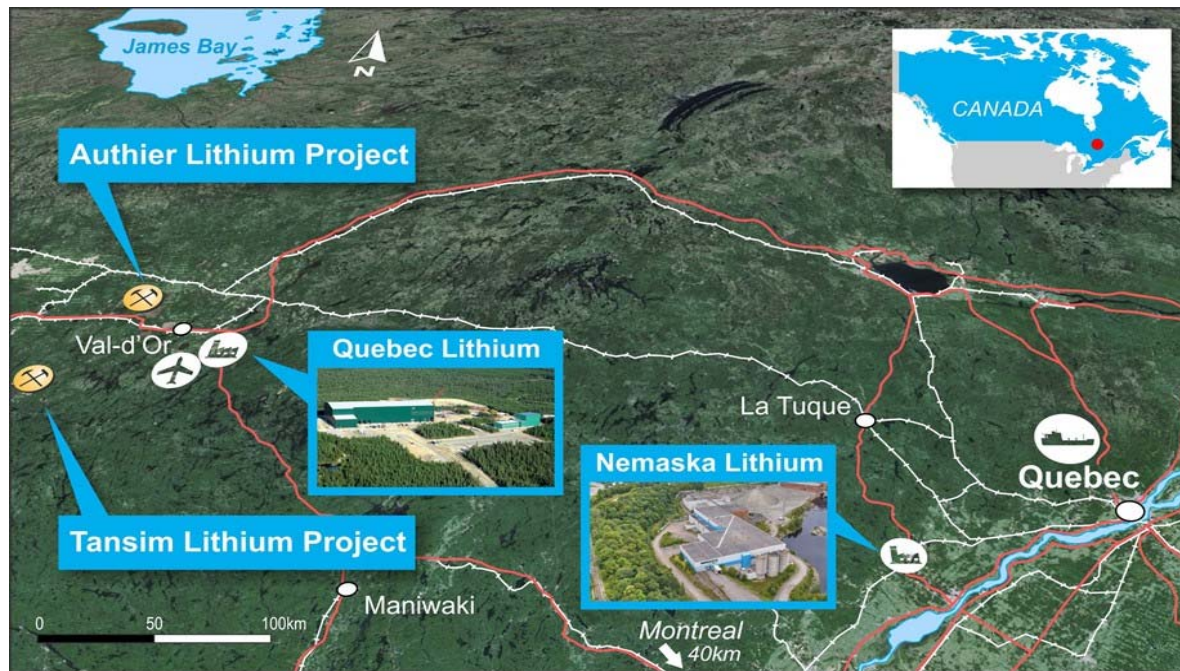 James Bay
N
CANADA
Authier Lithium Project
Val-d'Or
Quebec Lithium
La Tuque
Nemaska Lithium
Quebec
Tansim Lithium Project
Maniwaki
0 50 100km
Montreal
40km